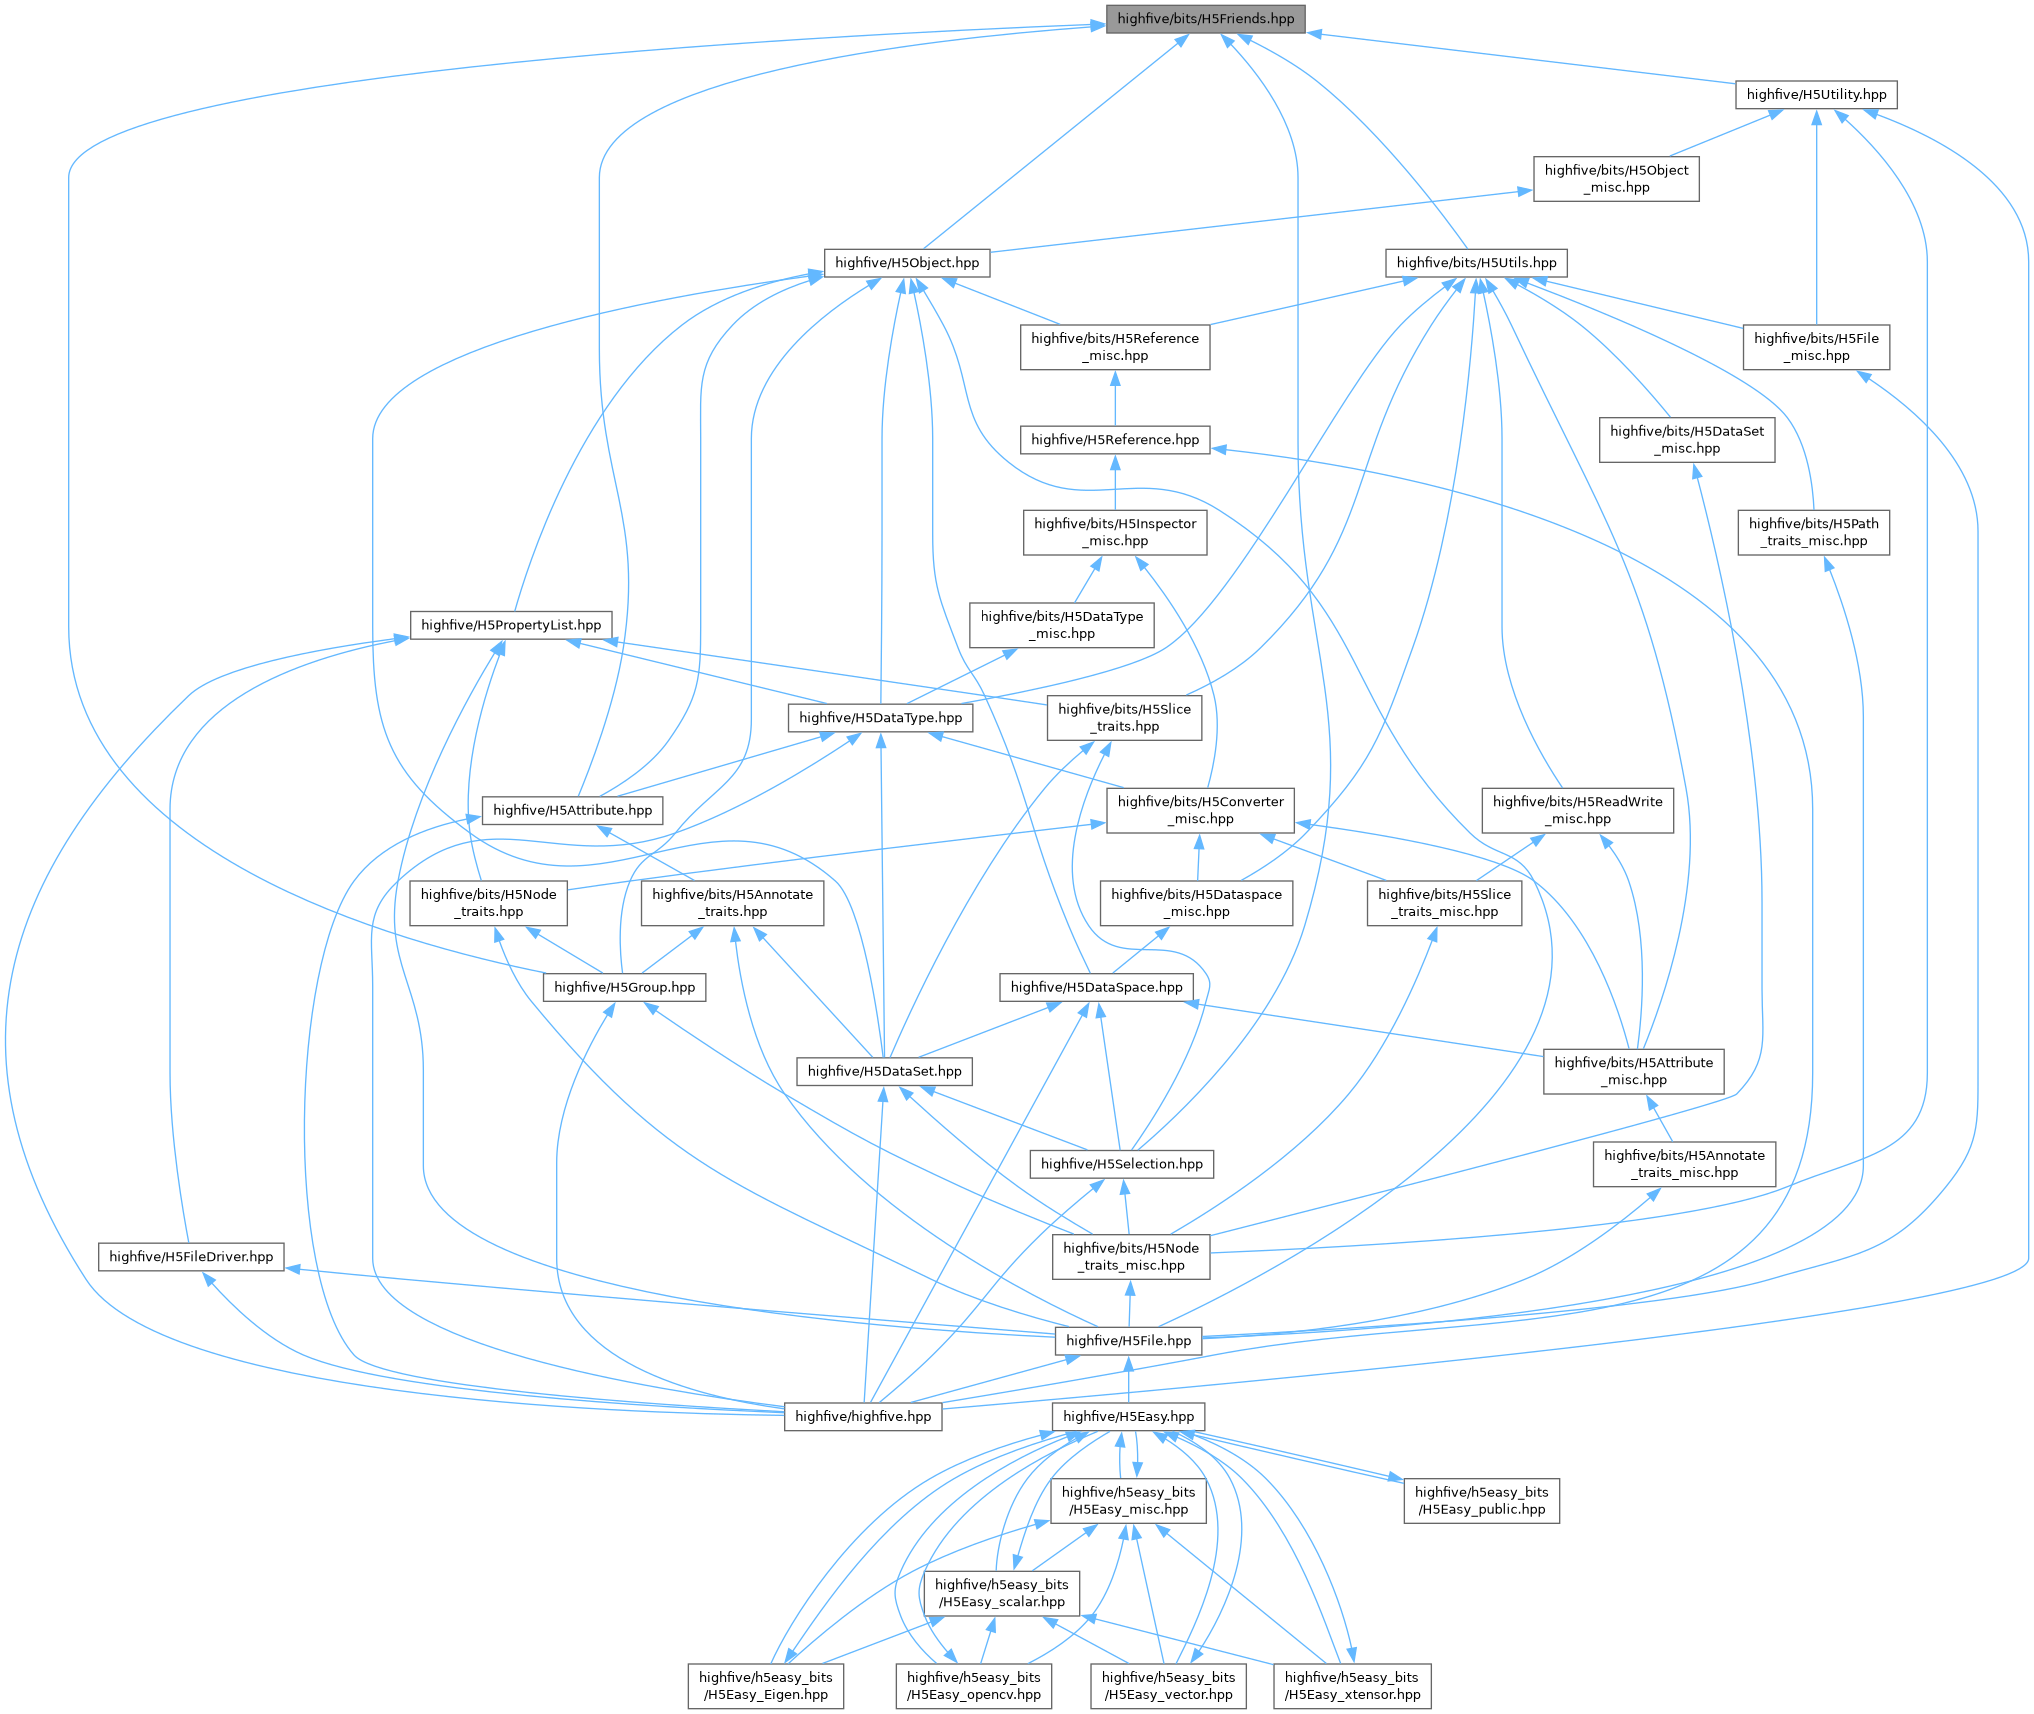 highfive/bits/H5Friends.hpp
highfive/H5Utility.hpp
highfive/bits/H5Object
_misc.hpp
highfive/H5Object.hpp
highfive/bits/H5Utils.hpp
highfive/bits/H5Reference
_misc.hpp
highfive/bits/H5File
_misc.hpp
highfive/H5Reference.hpp
highfive/bits/H5DataSet
_misc.hpp
highfive/bits/H5Inspector
_misc.hpp
highfive/bits/H5Path
_traits_misc.hpp
highfive/H5PropertyList.hpp
highfive/bits/H5DataType
_misc.hpp
highfive/H5DataType.hpp
highfive/bits/H5Slice
_traits.hpp
highfive/H5Attribute.hpp
highfive/bits/H5Converter
_misc.hpp
highfive/bits/H5ReadWrite
_misc.hpp
highfive/bits/H5Node
_traits.hpp
highfive/bits/H5Annotate
_traits.hpp
highfive/bits/H5Dataspace
_misc.hpp
highfive/bits/H5Slice
_traits_misc.hpp
highfive/H5Group.hpp
highfive/H5DataSpace.hpp
highfive/H5DataSet.hpp
highfive/bits/H5Attribute
_misc.hpp
highfive/H5Selection.hpp
highfive/bits/H5Annotate
_traits_misc.hpp
highfive/H5FileDriver.hpp
highfive/bits/H5Node
_traits_misc.hpp
highfive/H5File.hpp
highfive/highfive.hpp
highfive/H5Easy.hpp
highfive/h5easy_bits
/H5Easy_misc.hpp
highfive/h5easy_bits
/H5Easy_public.hpp
highfive/h5easy_bits
/H5Easy_scalar.hpp
highfive/h5easy_bits
/H5Easy_Eigen.hpp
highfive/h5easy_bits
/H5Easy_opencv.hpp
highfive/h5easy_bits
/H5Easy_vector.hpp
highfive/h5easy_bits
/H5Easy_xtensor.hpp